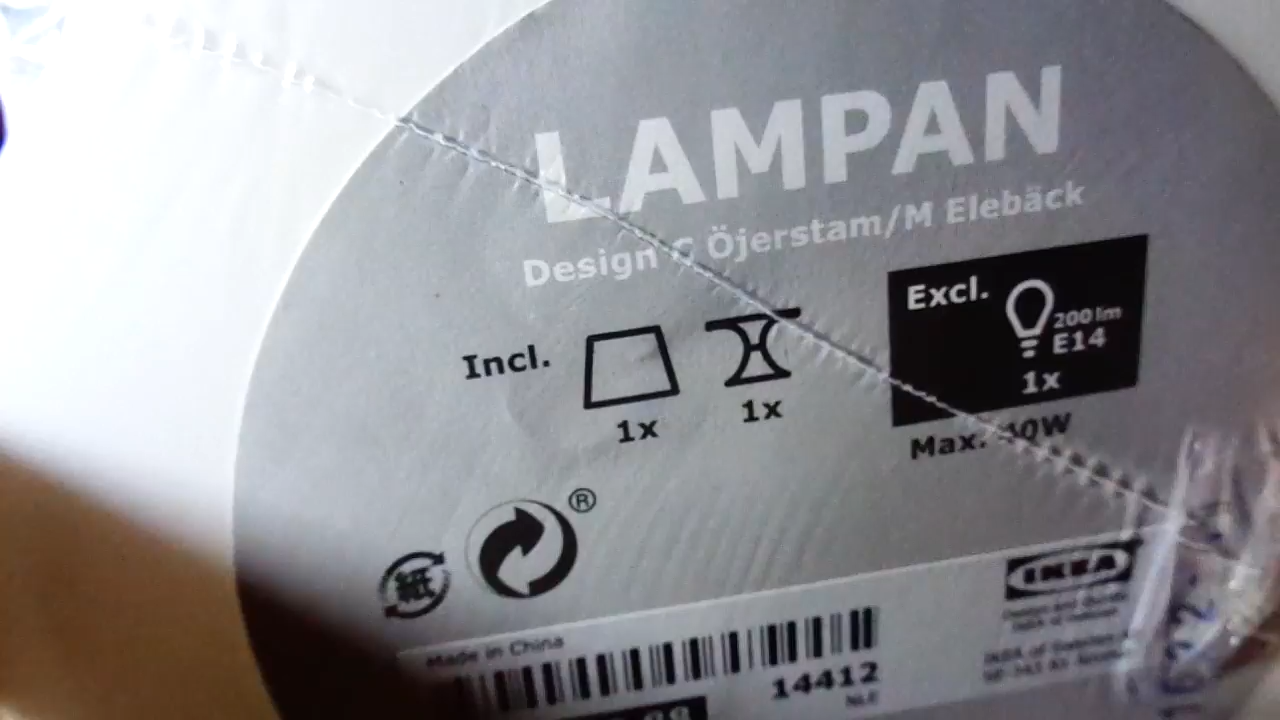 LAMPAN
Design C Öjerstam/M Elebäck
Excl.
200 lm
E14
1x
Incl.
1x
1x
Max. 40W
®
紙
IKEA
Made in China
14412